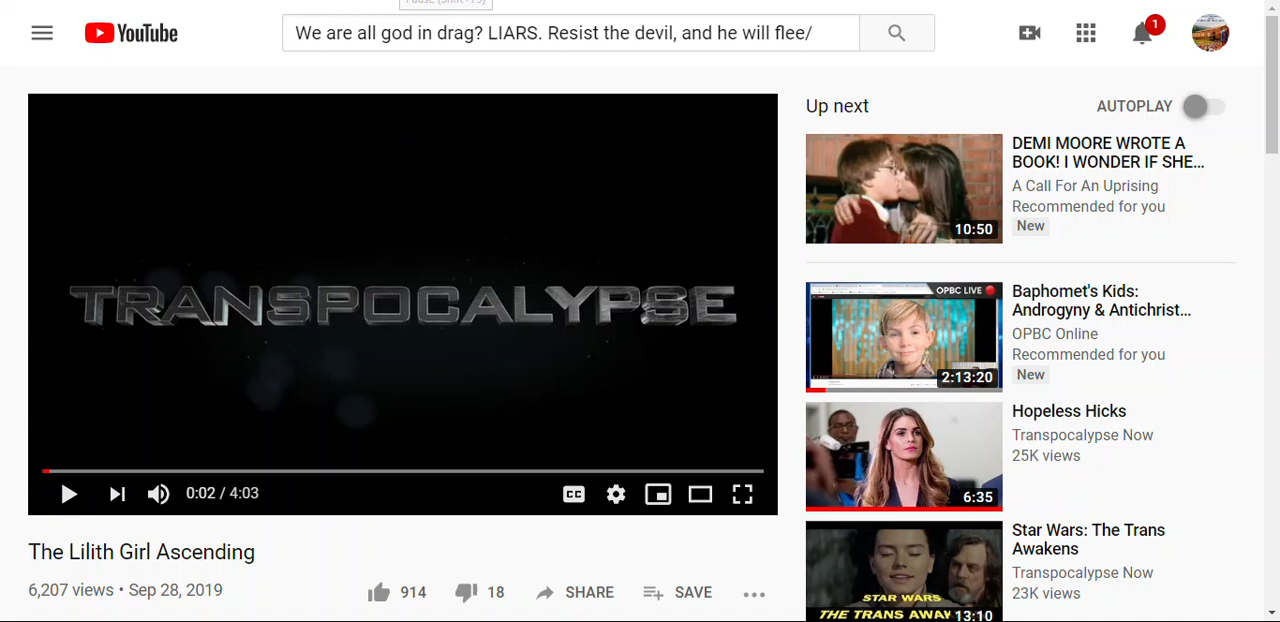 YouTube
We are all god in drag? LIARS. Resist the devil, and he will flee/
1
TRANSPOCALYPSE
CC
0:02 / 4:03
The Lilith Girl Ascending
6,207 views • Sep 28, 2019
914
18
SHARE
SAVE
Up next
AUTOPLAY
10:50
DEMI MOORE WROTE A
BOOK! I WONDER IF SHE...
A Call For An Uprising
Recommended for you
New
OPBC LIVE
2:13:20
Baphomet's Kids:
Androgyny & Antichrist...
OPBC Online
Recommended for you
New
6:35
Hopeless Hicks
Transpocalypse Now
25K views
STAR WARS
THE TRANS AWAK
13:10
Star Wars: The Trans
Awakens
Transpocalypse Now
23K views